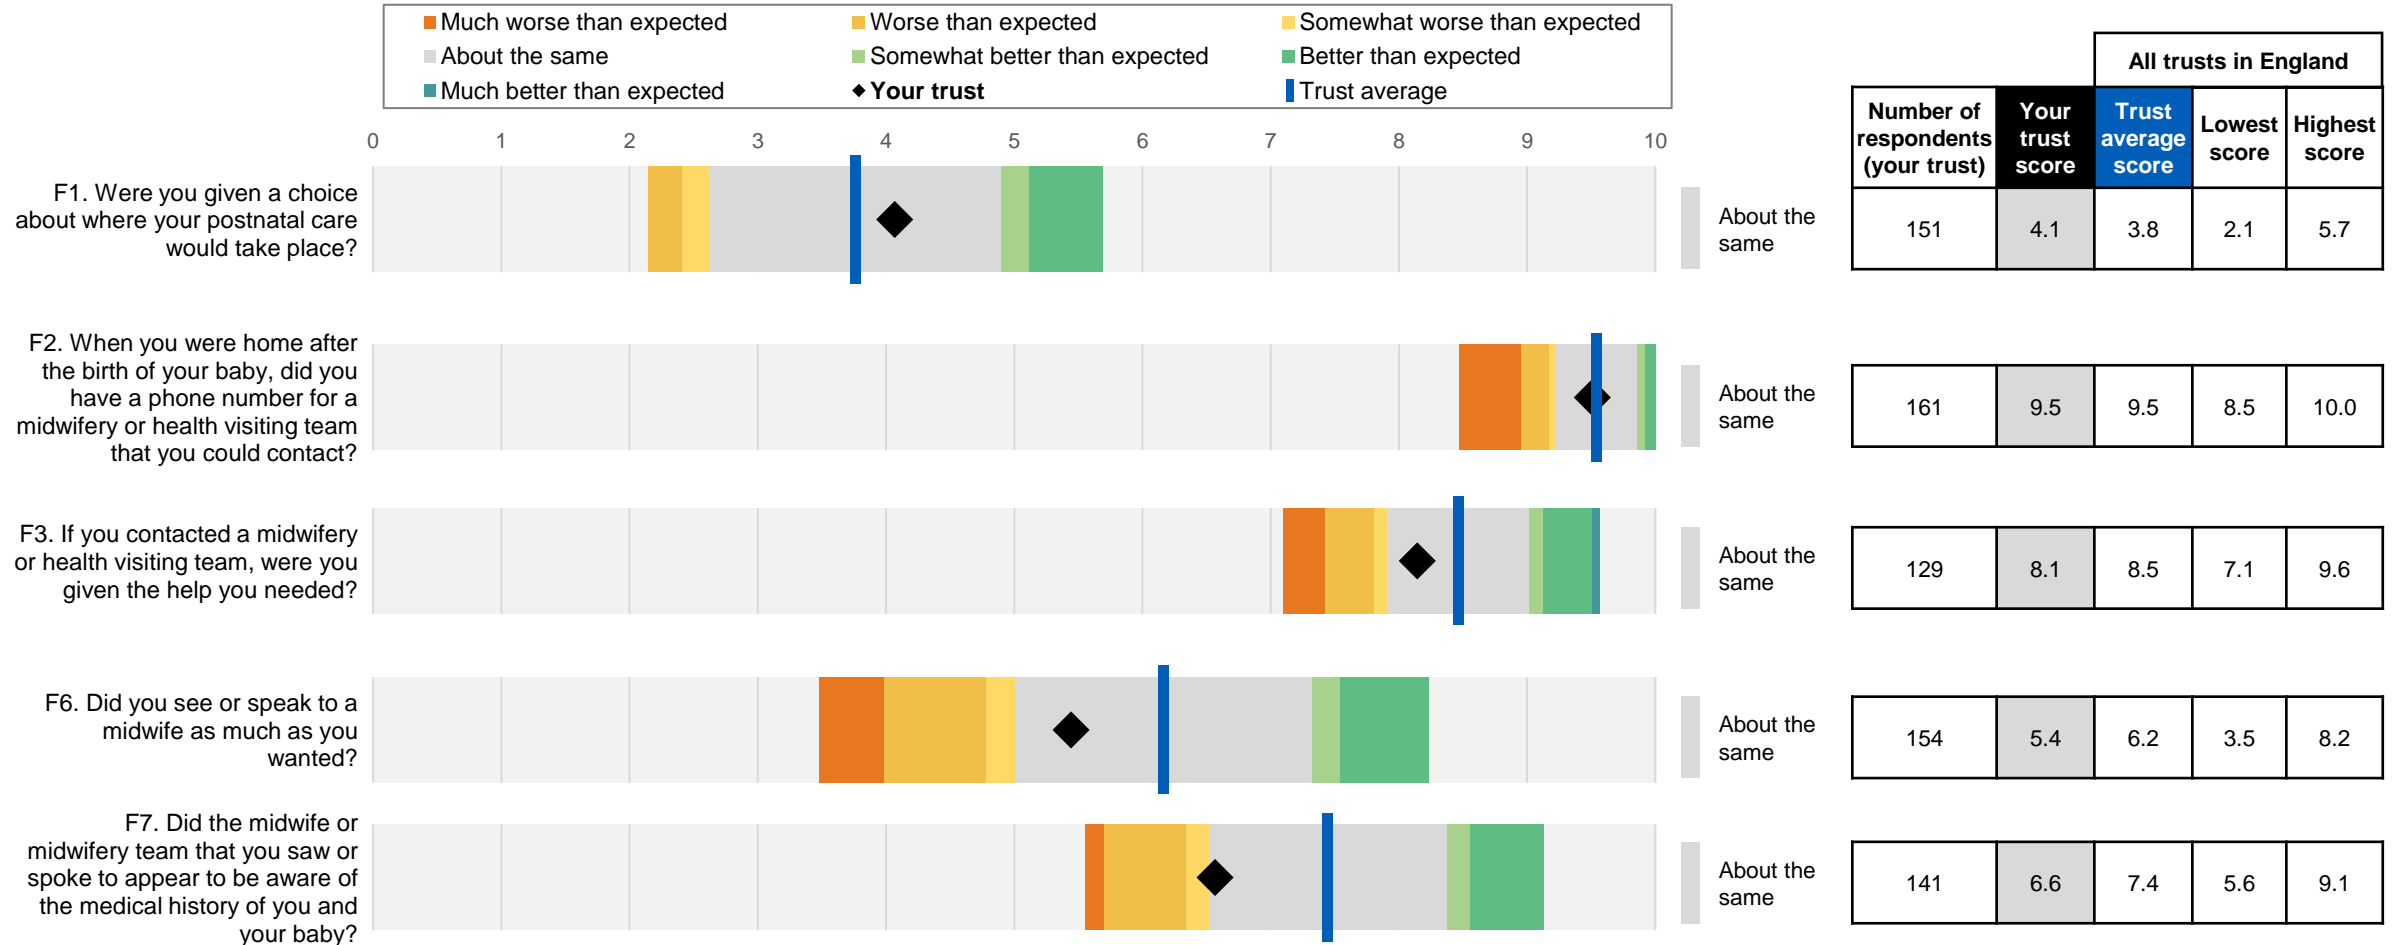 Much worse than expected
Worse than expected
Somewhat worse than expected
About the same
Somewhat better than expected
Better than expected
Much better than expected
Your trust
Trust average
All trusts in England
Number of
respondents
(your trust)
Your
trust
score
Trust
average
score
Lowest
score
Highest
score
0 1 2 3 4 5 6 7 8 9 10
F1. Were you given a choice
about where your postnatal care
would take place?
About the
same
151 4.1 3.8 2.1 5.7
F2. When you were home after
the birth of your baby, did you
have a phone number for a
midwifery or health visiting team
that you could contact?
About the
same
161 9.5 9.5 8.5 10.0
F3. If you contacted a midwifery
or health visiting team, were you
given the help you needed?
About the
same
129 8.1 8.5 7.1 9.6
F6. Did you see or speak to a
midwife as much as you
wanted?
About the
same
154 5.4 6.2 3.5 8.2
F7. Did the midwife or
midwifery team that you saw or
spoke to appear to be aware of
the medical history of you and
your baby?
About the
same
141 6.6 7.4 5.6 9.1